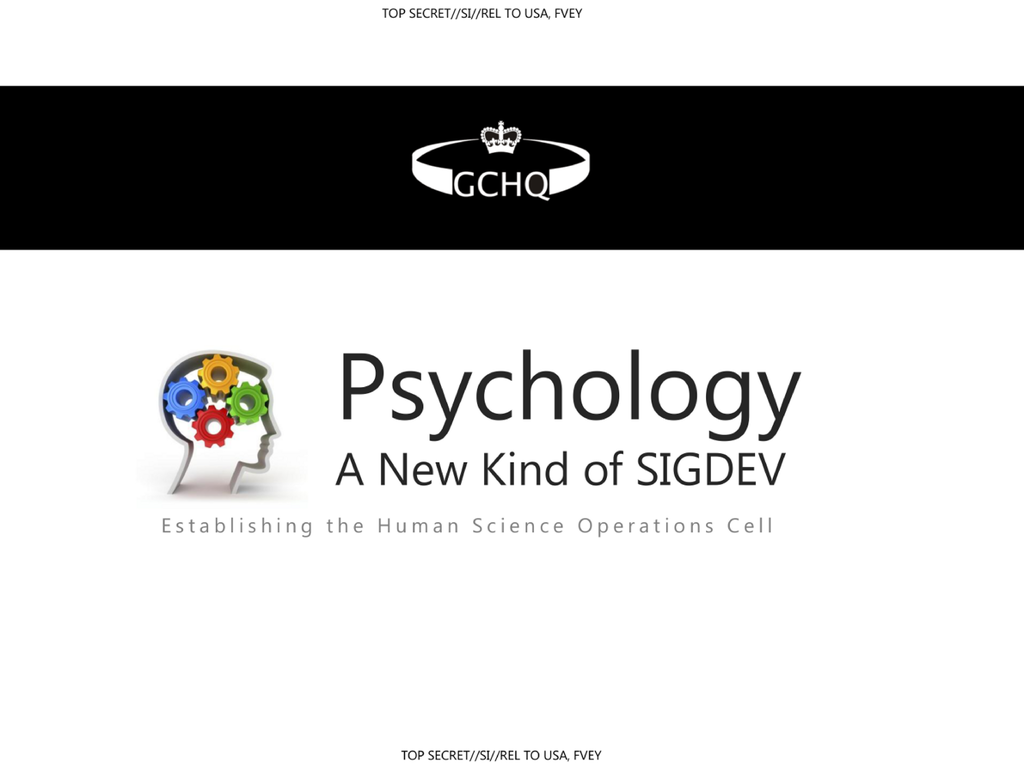 TOP SECRET//SI//REL TO USA, FVEY
GCHQ
Psychology
A New Kind of SIGDEV
Establishing the Human Science Operations Cell
TOP SECRET//SI//REL TO USA, FVEY